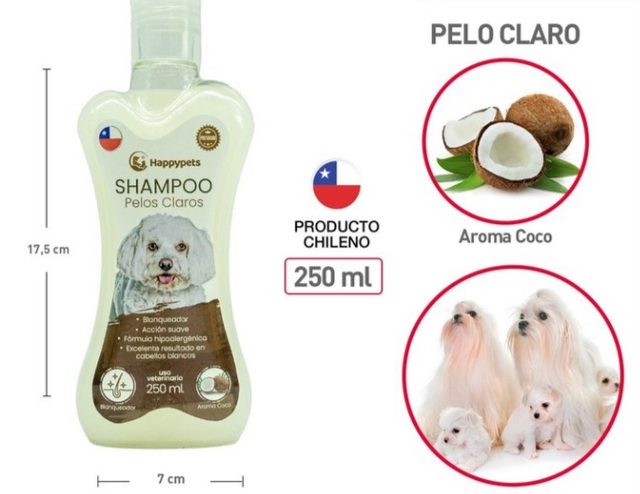 PELO CLARO
Happypets
SHAMPOO
Pelos Claros
• Blanqueador
• Acción suave
• Fórmula hipoalergénica
• Excelente resultado en
cabellos blancos
uso
veterinario
250 ml
Blanqueador
Aroma Coco
17,5 cm
7 cm
PRODUCTO
CHILENO
250 ml
Aroma Coco